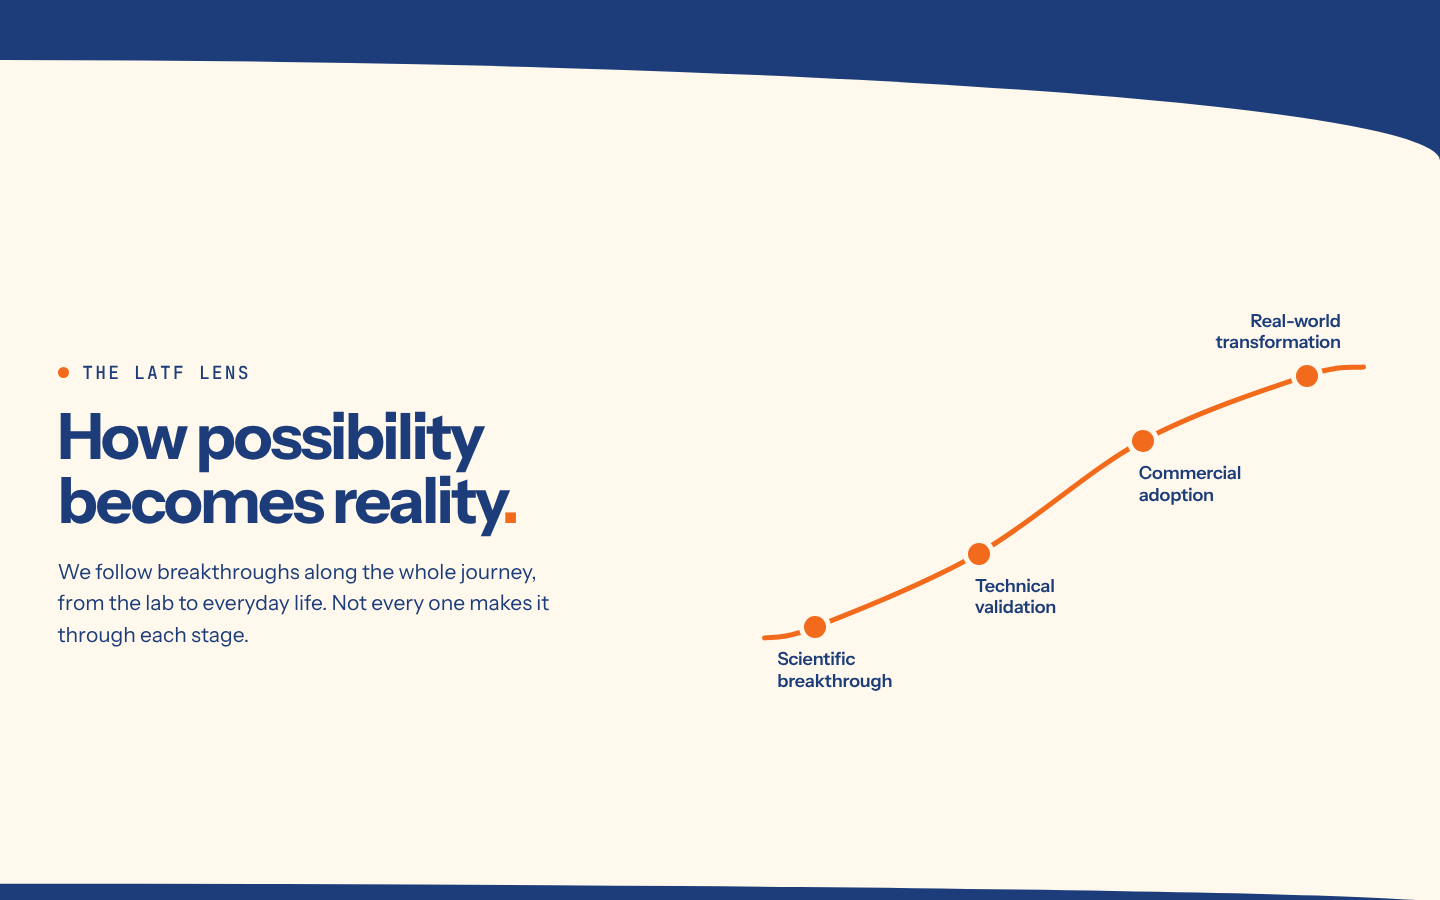 THE LATF LENS
How possibility
becomes reality.
We follow breakthroughs along the whole journey,
from the lab to everyday life. Not every one makes it
through each stage.
Real-world
transformation
Commercial
adoption
Technical
validation
Scientific
breakthrough